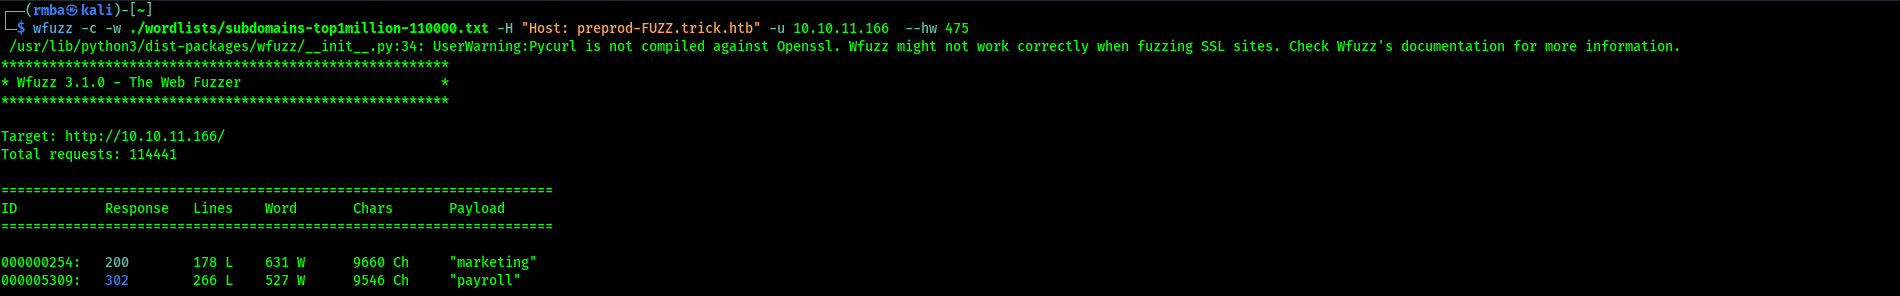 ┌──(rmba㉿kali)-[~]
└─$ wfuzz -c -w ./wordlists/subdomains-top1million-110000.txt -H "Host: preprod-FUZZ.trick.htb" -u 10.10.11.166  --hw 475
 /usr/lib/python3/dist-packages/wfuzz/__init__.py:34: UserWarning:Pycurl is not compiled against Openssl. Wfuzz might not work correctly when fuzzing SSL sites. Check Wfuzz's documentation for more information.
********************************************************
* Wfuzz 3.1.0 - The Web Fuzzer                         *
********************************************************
Target: http://10.10.11.166/
Total requests: 114441
=====================================================================
ID           Response   Lines    Word       Chars       Payload
=====================================================================
000000254:   200        178 L    631 W      9660 Ch     "marketing"
000005309:   302        266 L    527 W      9546 Ch     "payroll"